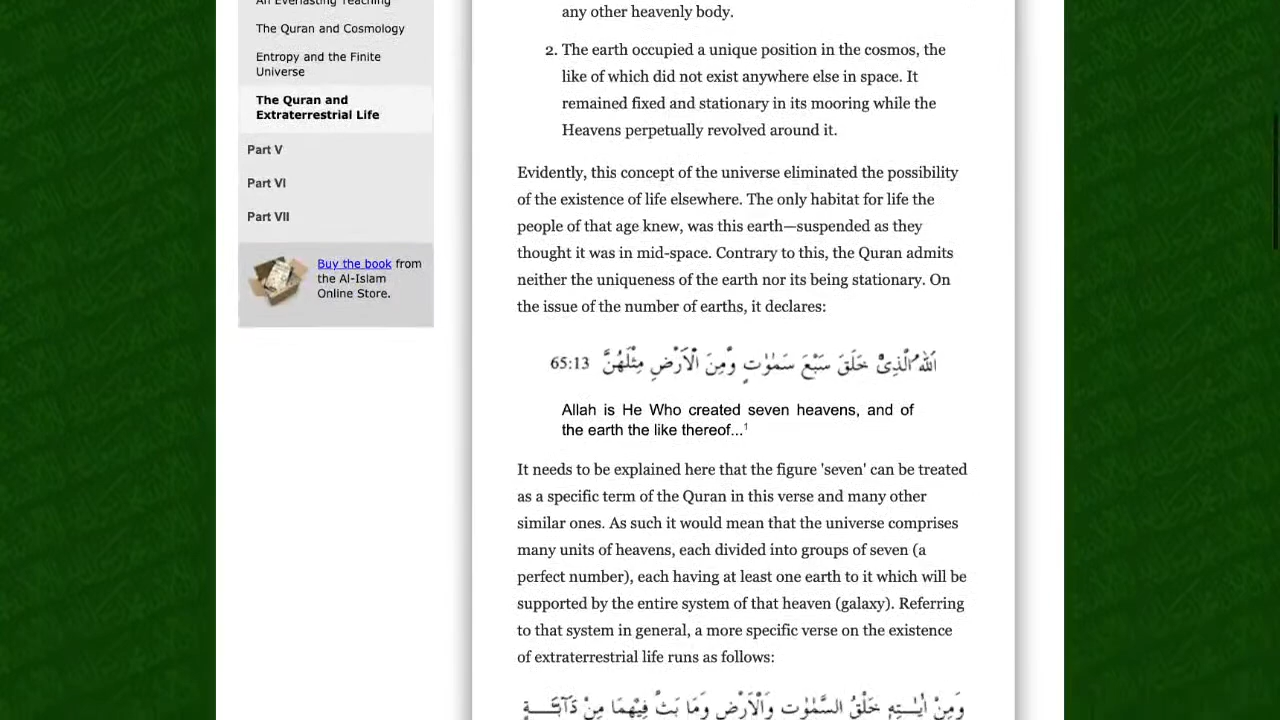 An Everlasting Teaching
The Quran and Cosmology
Entropy and the Finite
Universe
The Quran and
Extraterrestrial Life
Part V
Part VI
Part VII
Buy the book from
the Al-Islam
Online Store.
any other heavenly body.
2. The earth occupied a unique position in the cosmos, the
like of which did not exist anywhere else in space. It
remained fixed and stationary in its mooring while the
Heavens perpetually revolved around it.
Evidently, this concept of the universe eliminated the possibility
of the existence of life elsewhere. The only habitat for life the
people of that age knew, was this earth—suspended as they
thought it was in mid-space. Contrary to this, the Quran admits
neither the uniqueness of the earth nor its being stationary. On
the issue of the number of earths, it declares:
اَللّٰهُ الَّذِىْ خَلَقَ سَبْعَ سَمٰوٰتٍ وَّمِنَ الْاَرْضِ مِثْلَهُنَّ 65:13
Allah is He Who created seven heavens, and of
the earth the like thereof...1
It needs to be explained here that the figure 'seven' can be treated
as a specific term of the Quran in this verse and many other
similar ones. As such it would mean that the universe comprises
many units of heavens, each divided into groups of seven (a
perfect number), each having at least one earth to it which will be
supported by the entire system of that heaven (galaxy). Referring
to that system in general, a more specific verse on the existence
of extraterrestrial life runs as follows:
وَمِنْ اٰيٰتِهٖ خَلْقُ السَّمٰوٰتِ وَالْاَرْضِ وَمَا بَثَّ فِيْهِمَا مِنْ دَآبَّةٍ